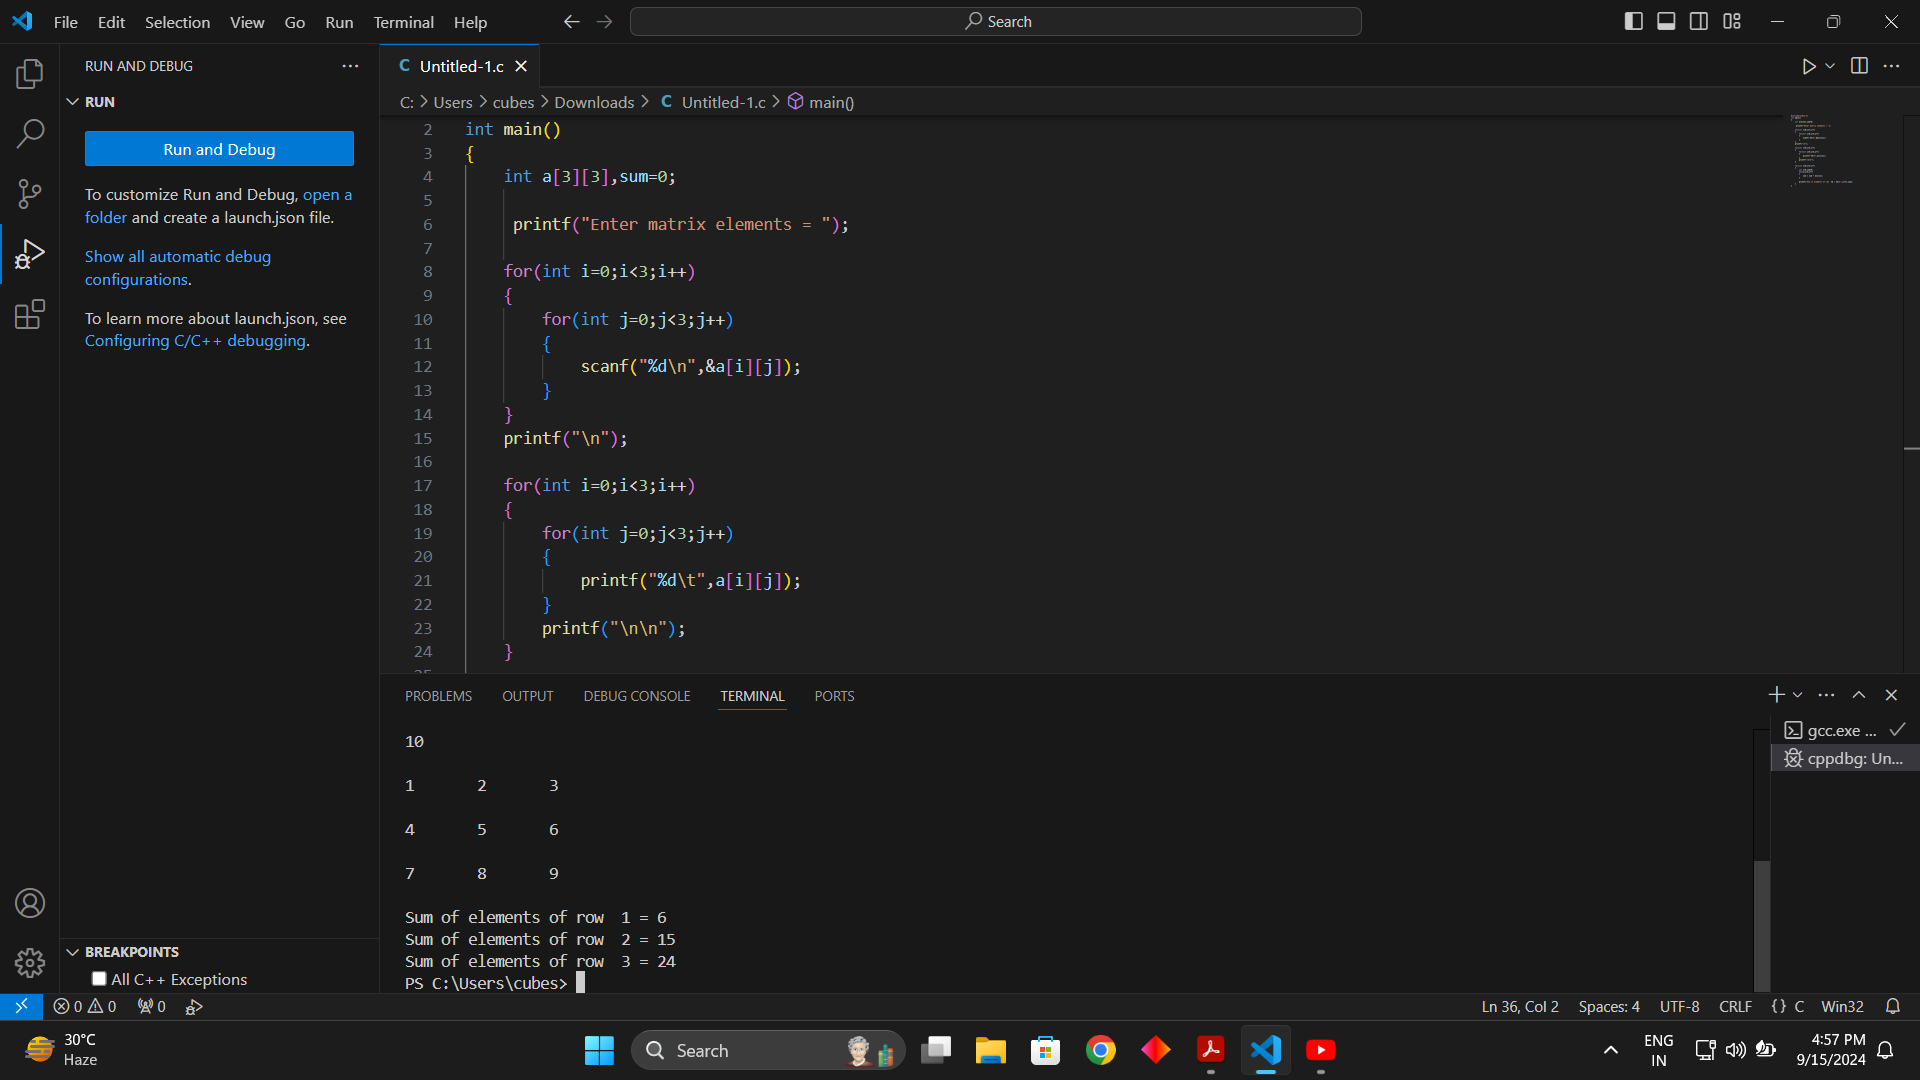 File Edit Selection View Go Run Terminal Help
Search
RUN AND DEBUG
RUN
Run and Debug
To customize Run and Debug, open a
folder and create a launch.json file.
Show all automatic debug
configurations.
To learn more about launch.json, see
Configuring C/C++ debugging.
BREAKPOINTS
All C++ Exceptions
C Untitled-1.c
C: > Users > cubes > Downloads > C Untitled-1.c > main()
2 int main()
3 {
4 int a[3][3],sum=0;
5
6 printf("Enter matrix elements = ");
7
8 for(int i=0;i<3;i++)
9 {
10 for(int j=0;j<3;j++)
11 {
12 scanf("%d\n",&a[i][j]);
13 }
14 }
15 printf("\n");
16
17 for(int i=0;i<3;i++)
18 {
19 for(int j=0;j<3;j++)
20 {
21 printf("%d\t",a[i][j]);
22 }
23 printf("\n\n");
24 }
PROBLEMS OUTPUT DEBUG CONSOLE TERMINAL PORTS
10
1 2 3
4 5 6
7 8 9
Sum of elements of row 1 = 6
Sum of elements of row 2 = 15
Sum of elements of row 3 = 24
PS C:\Users\cubes>
gcc.exe ...
cppdbg: Un...
0 0 0
Ln 36, Col 2 Spaces: 4 UTF-8 CRLF {} C Win32
30°C
Haze
Search
ENG
IN
4:57 PM
9/15/2024